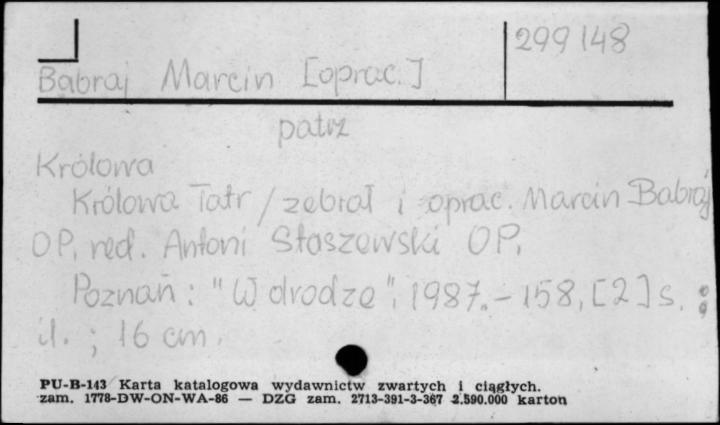 299148
Babraj Marcin [oprac.]
patrz
Królowa
Królowa Tatr / zebrał i oprac. Marcin Babraj
OP, red. Antoni Staszewski OP,
Poznań : "W drodze", 1987. - 158, [2] s. :
il. ; 16 cm.
PU-B-143 Karta katalogowa wydawnictw zwartych i ciągłych.
zam. 1778-DW-ON-WA-86 — DZG zam. 2713-391-3-367 2.590.000 karton